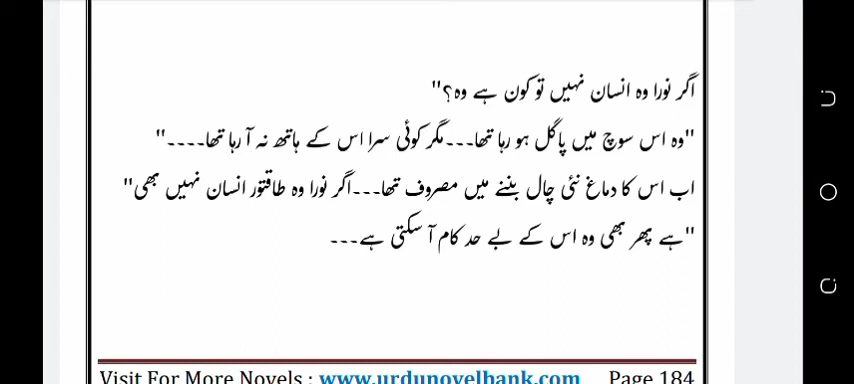 اگر نورا وہ انسان نہیں تو کون ہے وہ؟"
"وہ اس سوچ میں پاگل ہو رہا تھا۔۔۔مگر کوئی سرا اس کے ہاتھ نہ آ رہا تھا۔۔۔۔"
اب اس کا دماغ نئی چال بننے میں مصروف تھا۔۔۔اگر نورا وہ طاقتور انسان نہیں بھی"
"ہے پھر بھی وہ اس کے بے حد کام آ سکتی ہے۔۔۔
Visit For More Novels : www.urdunovelbank.com Page 184